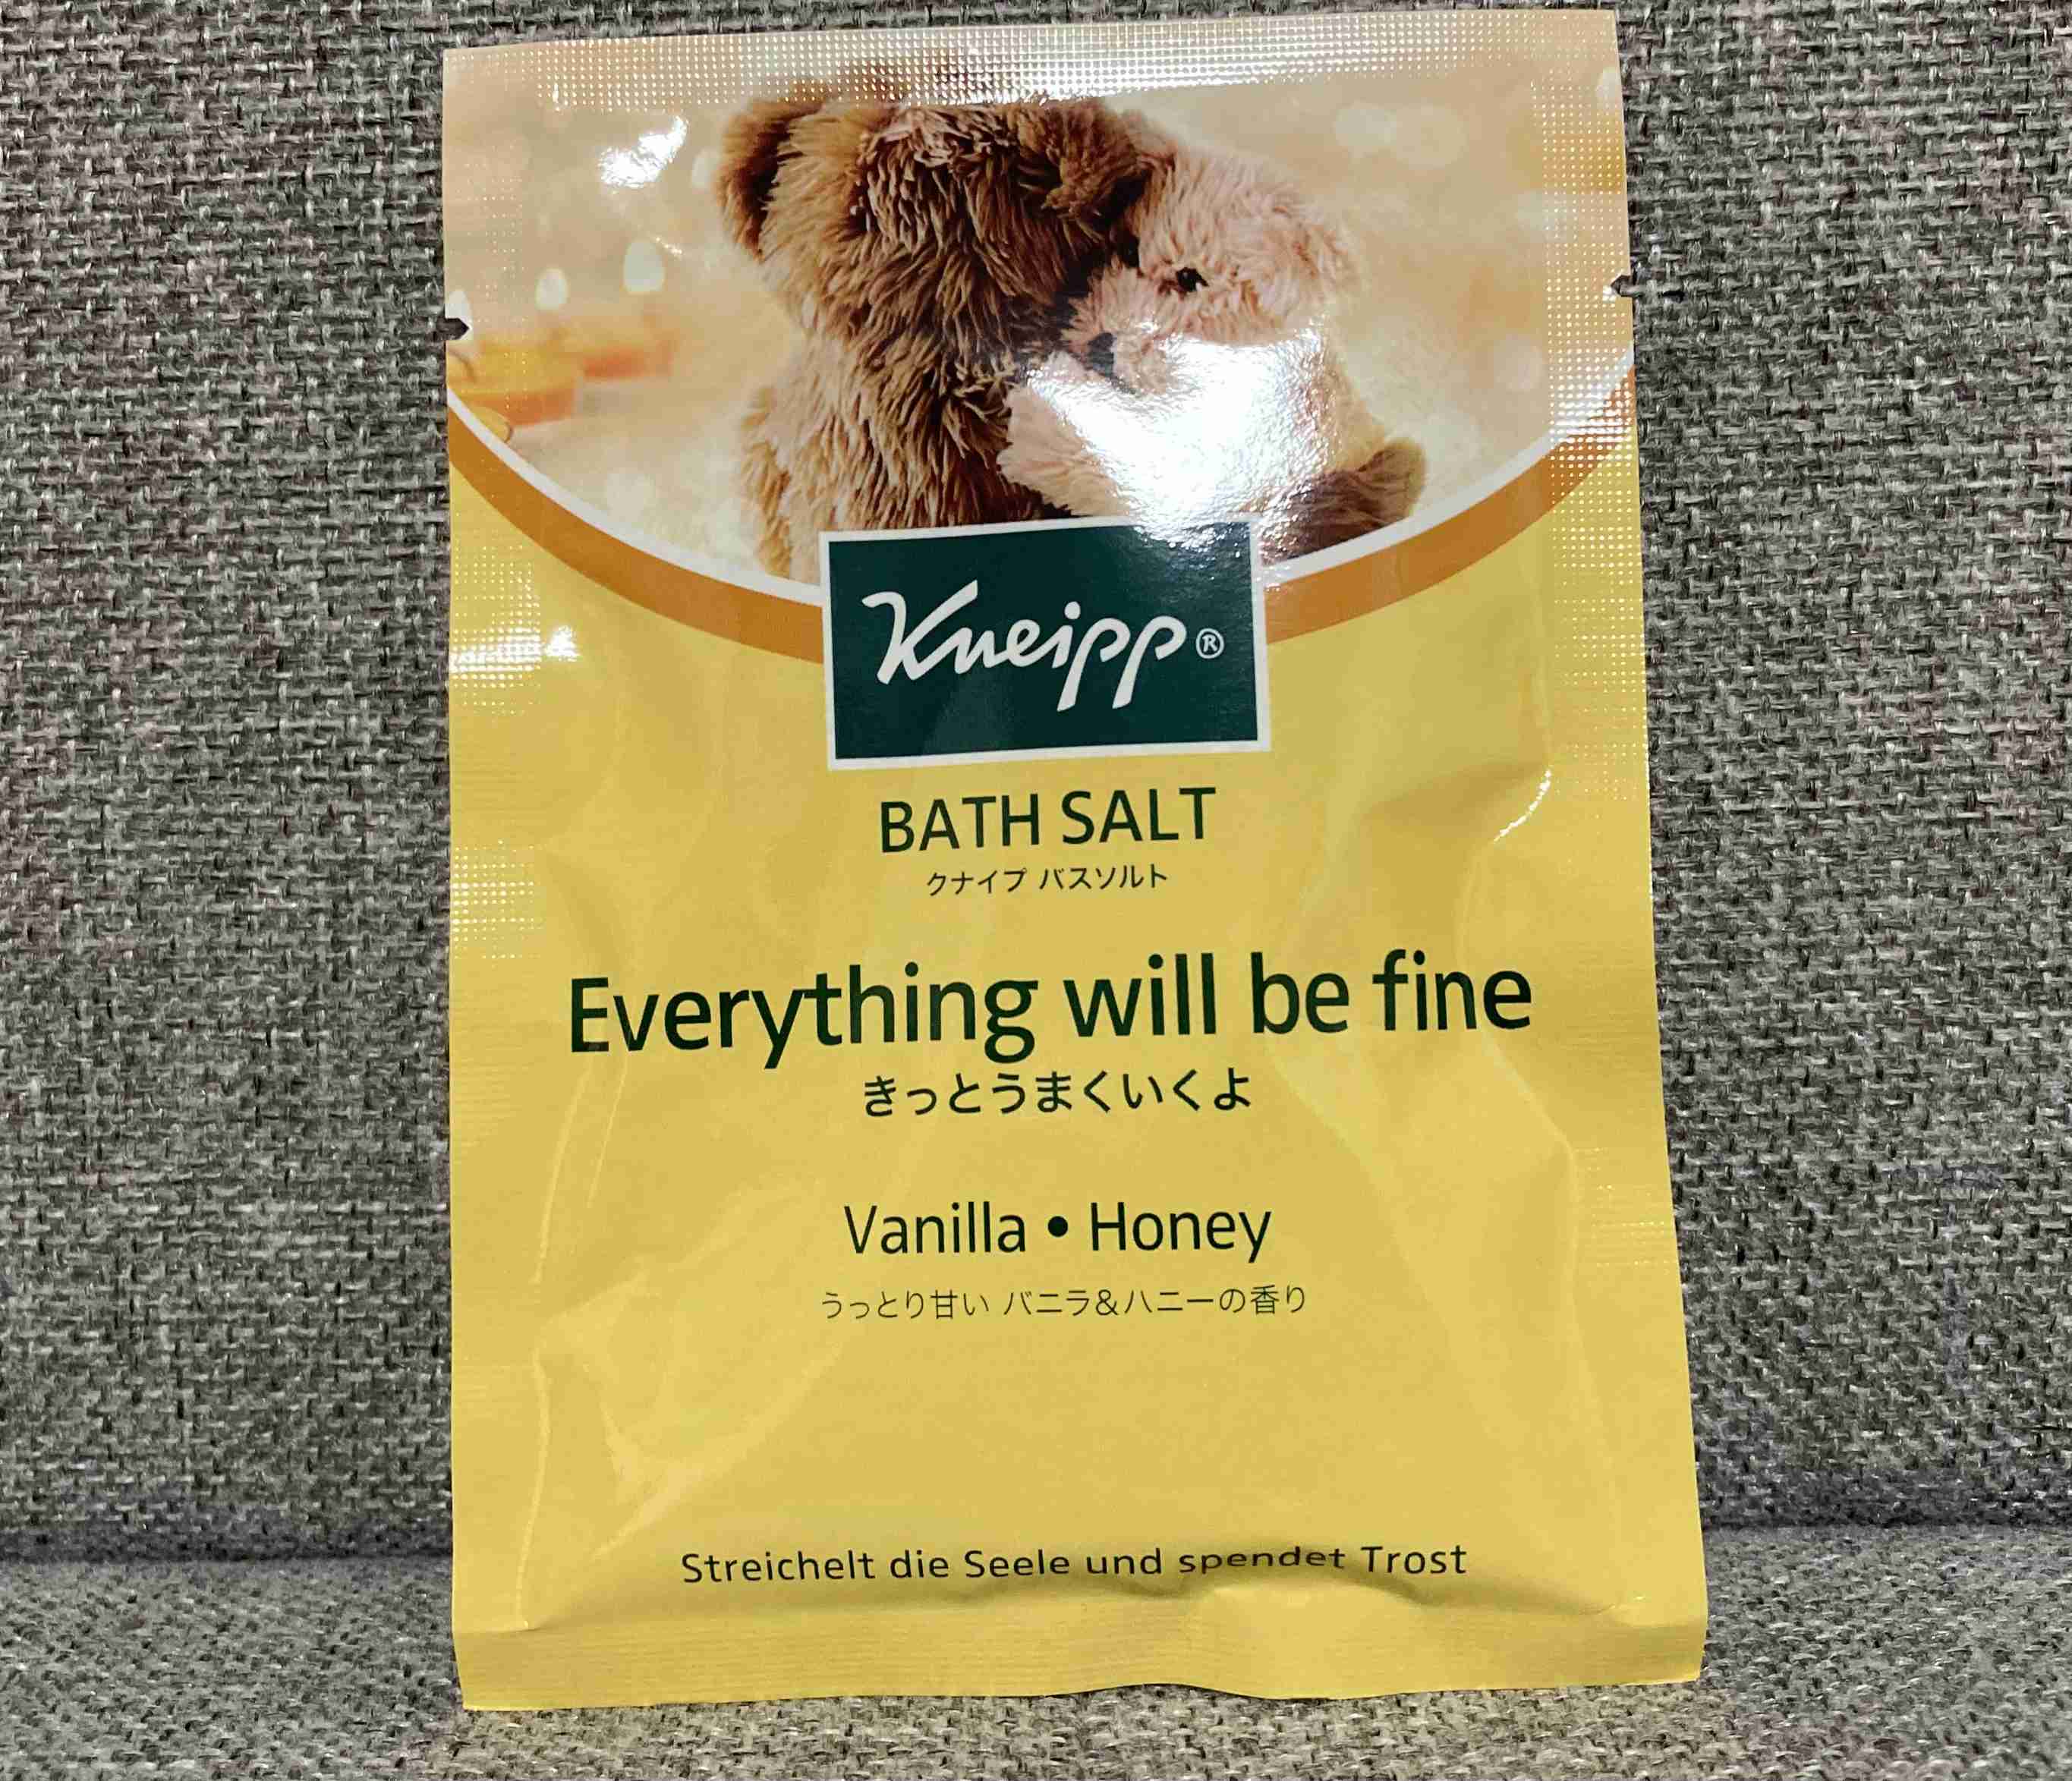 Kneipp®
BATH SALT
クナイプ バスソルト
Everything will be fine
きっとうまくいくよ
Vanilla • Honey
うっとり甘い バニラ&ハニーの香り
Streichelt die Seele und spendet Trost